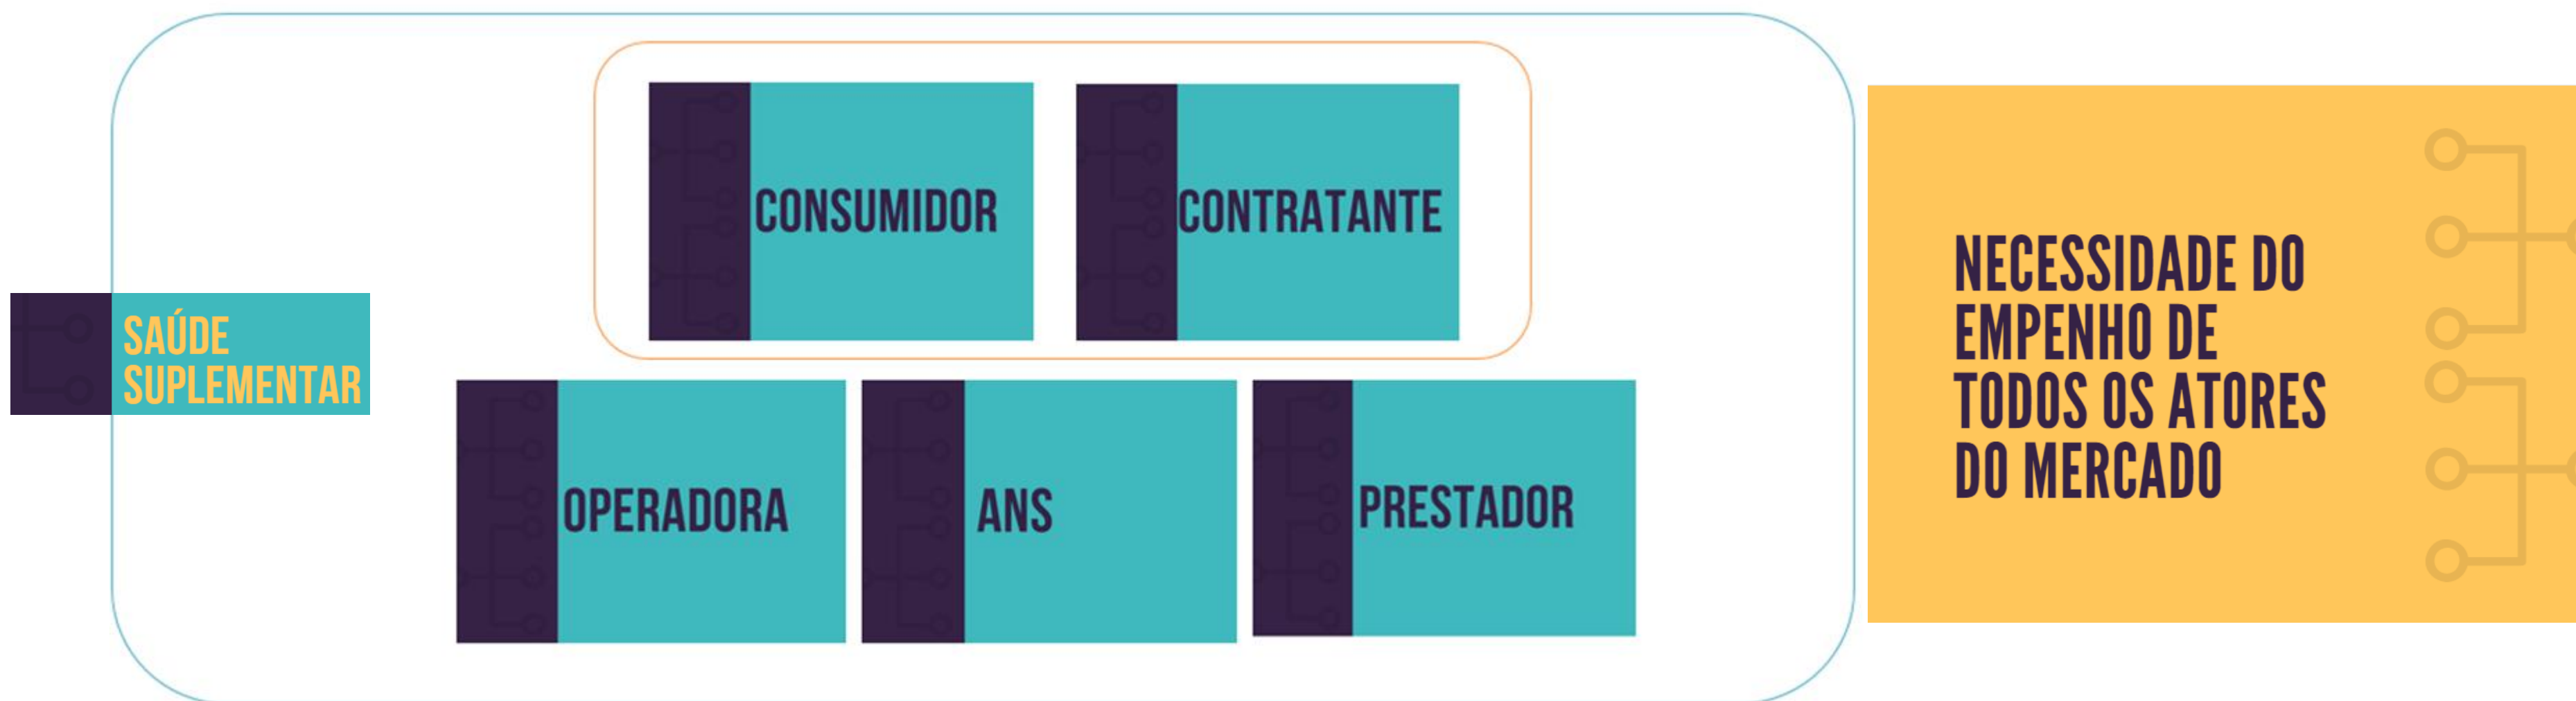 SAÚDE
SUPLEMENTAR
CONSUMIDOR
CONTRATANTE
OPERADORA
ANS
PRESTADOR
NECESSIDADE DO
EMPENHO DE
TODOS OS ATORES
DO MERCADO